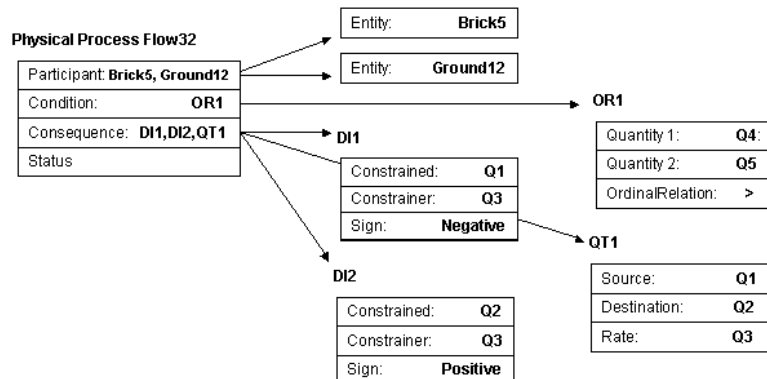 Entity: Brick5
Physical Process Flow32
Participant: Brick5, Ground12
Entity: Ground12
Condition: OR1
OR1
Consequence: DI1,DI2,QT1
Status
DI1
Quantity 1: Q4:
Quantity 2: Q5
OrdinalRelation: >
Constrained: Q1
Constrainer: Q3
Sign: Negative
QT1
DI2
Source: Q1
Destination: Q2
Rate: Q3
Constrained: Q2
Constrainer: Q3
Sign: Positive